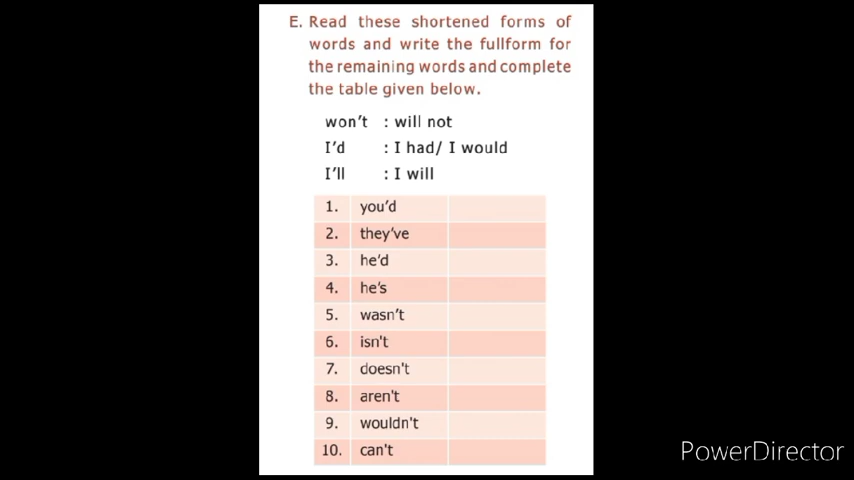 E. Read these shortened forms of
words and write the fullform for
the remaining words and complete
the table given below.
won't : will not
I'd : I had/ I would
I'll : I will
1. you'd
2. they've
3. he'd
4. he's
5. wasn't
6. isn't
7. doesn't
8. aren't
9. wouldn't
10. can't
PowerDirector